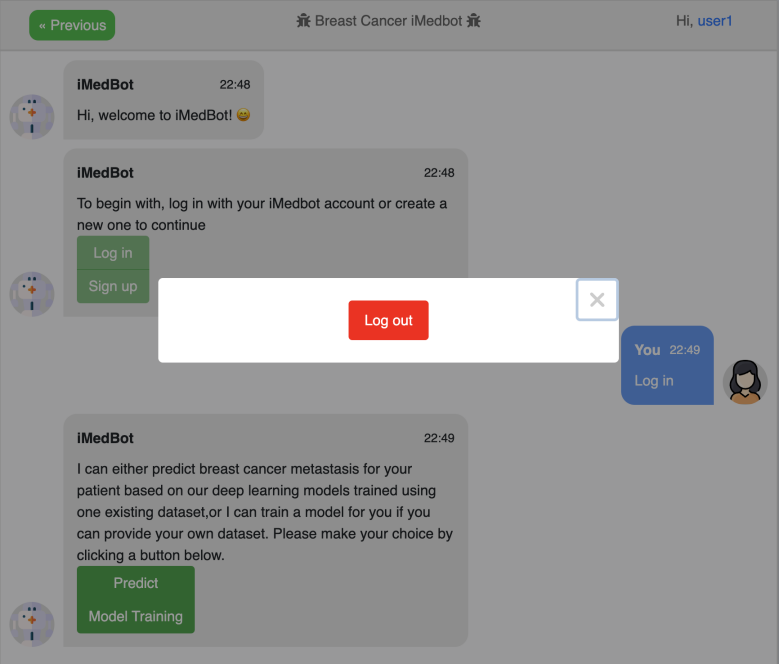 « Previous
Breast Cancer iMedbot
Hi, user1
iMedBot 22:48
Hi, welcome to iMedBot! 😄
iMedBot 22:48
To begin with, log in with your iMedbot account or create a
new one to continue
Log in
Sign up
×
Log out
You 22:49
Log in
iMedBot 22:49
I can either predict breast cancer metastasis for your
patient based on our deep learning models trained using
one existing dataset,or I can train a model for you if you
can provide your own dataset. Please make your choice by
clicking a button below.
Predict
Model Training